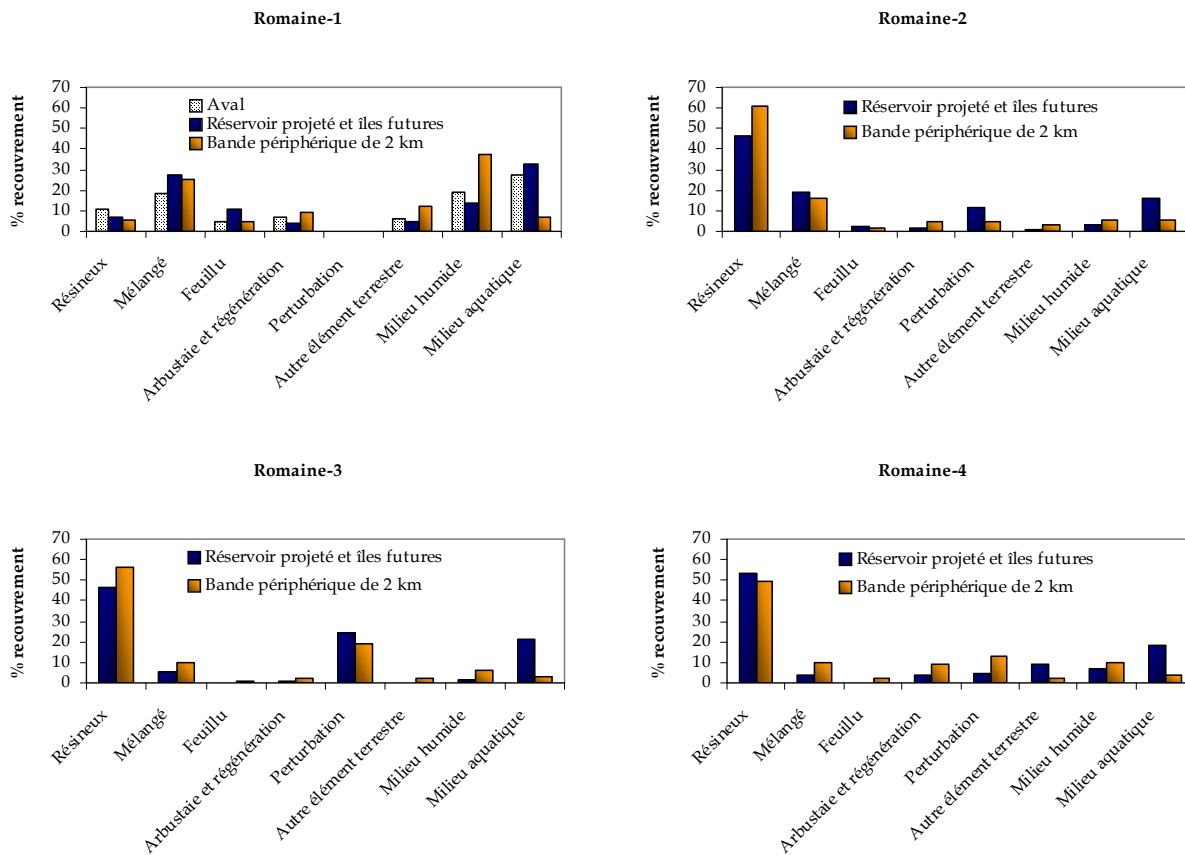 Romaine-1
% recouvrement
70
60
50
40
30
20
10
0
Aval
Réservoir projeté et îles futures
Bande périphérique de 2 km
Résineux
Mélangé
Feuillu
Arbustaie et régénération
Perturbation
Autre élément terrestre
Milieu humide
Milieu aquatique
Romaine-2
% recouvrement
70
60
50
40
30
20
10
0
Réservoir projeté et îles futures
Bande périphérique de 2 km
Résineux
Mélangé
Feuillu
Arbustaie et régénération
Perturbation
Autre élément terrestre
Milieu humide
Milieu aquatique
Romaine-3
% recouvrement
70
60
50
40
30
20
10
0
Réservoir projeté et îles futures
Bande périphérique de 2 km
Résineux
Mélangé
Feuillu
Arbustaie et régénération
Perturbation
Autre élément terrestre
Milieu humide
Milieu aquatique
Romaine-4
% recouvrement
70
60
50
40
30
20
10
0
Réservoir projeté et îles futures
Bande périphérique de 2 km
Résineux
Mélangé
Feuillu
Arbustaie et régénération
Perturbation
Autre élément terrestre
Milieu humide
Milieu aquatique